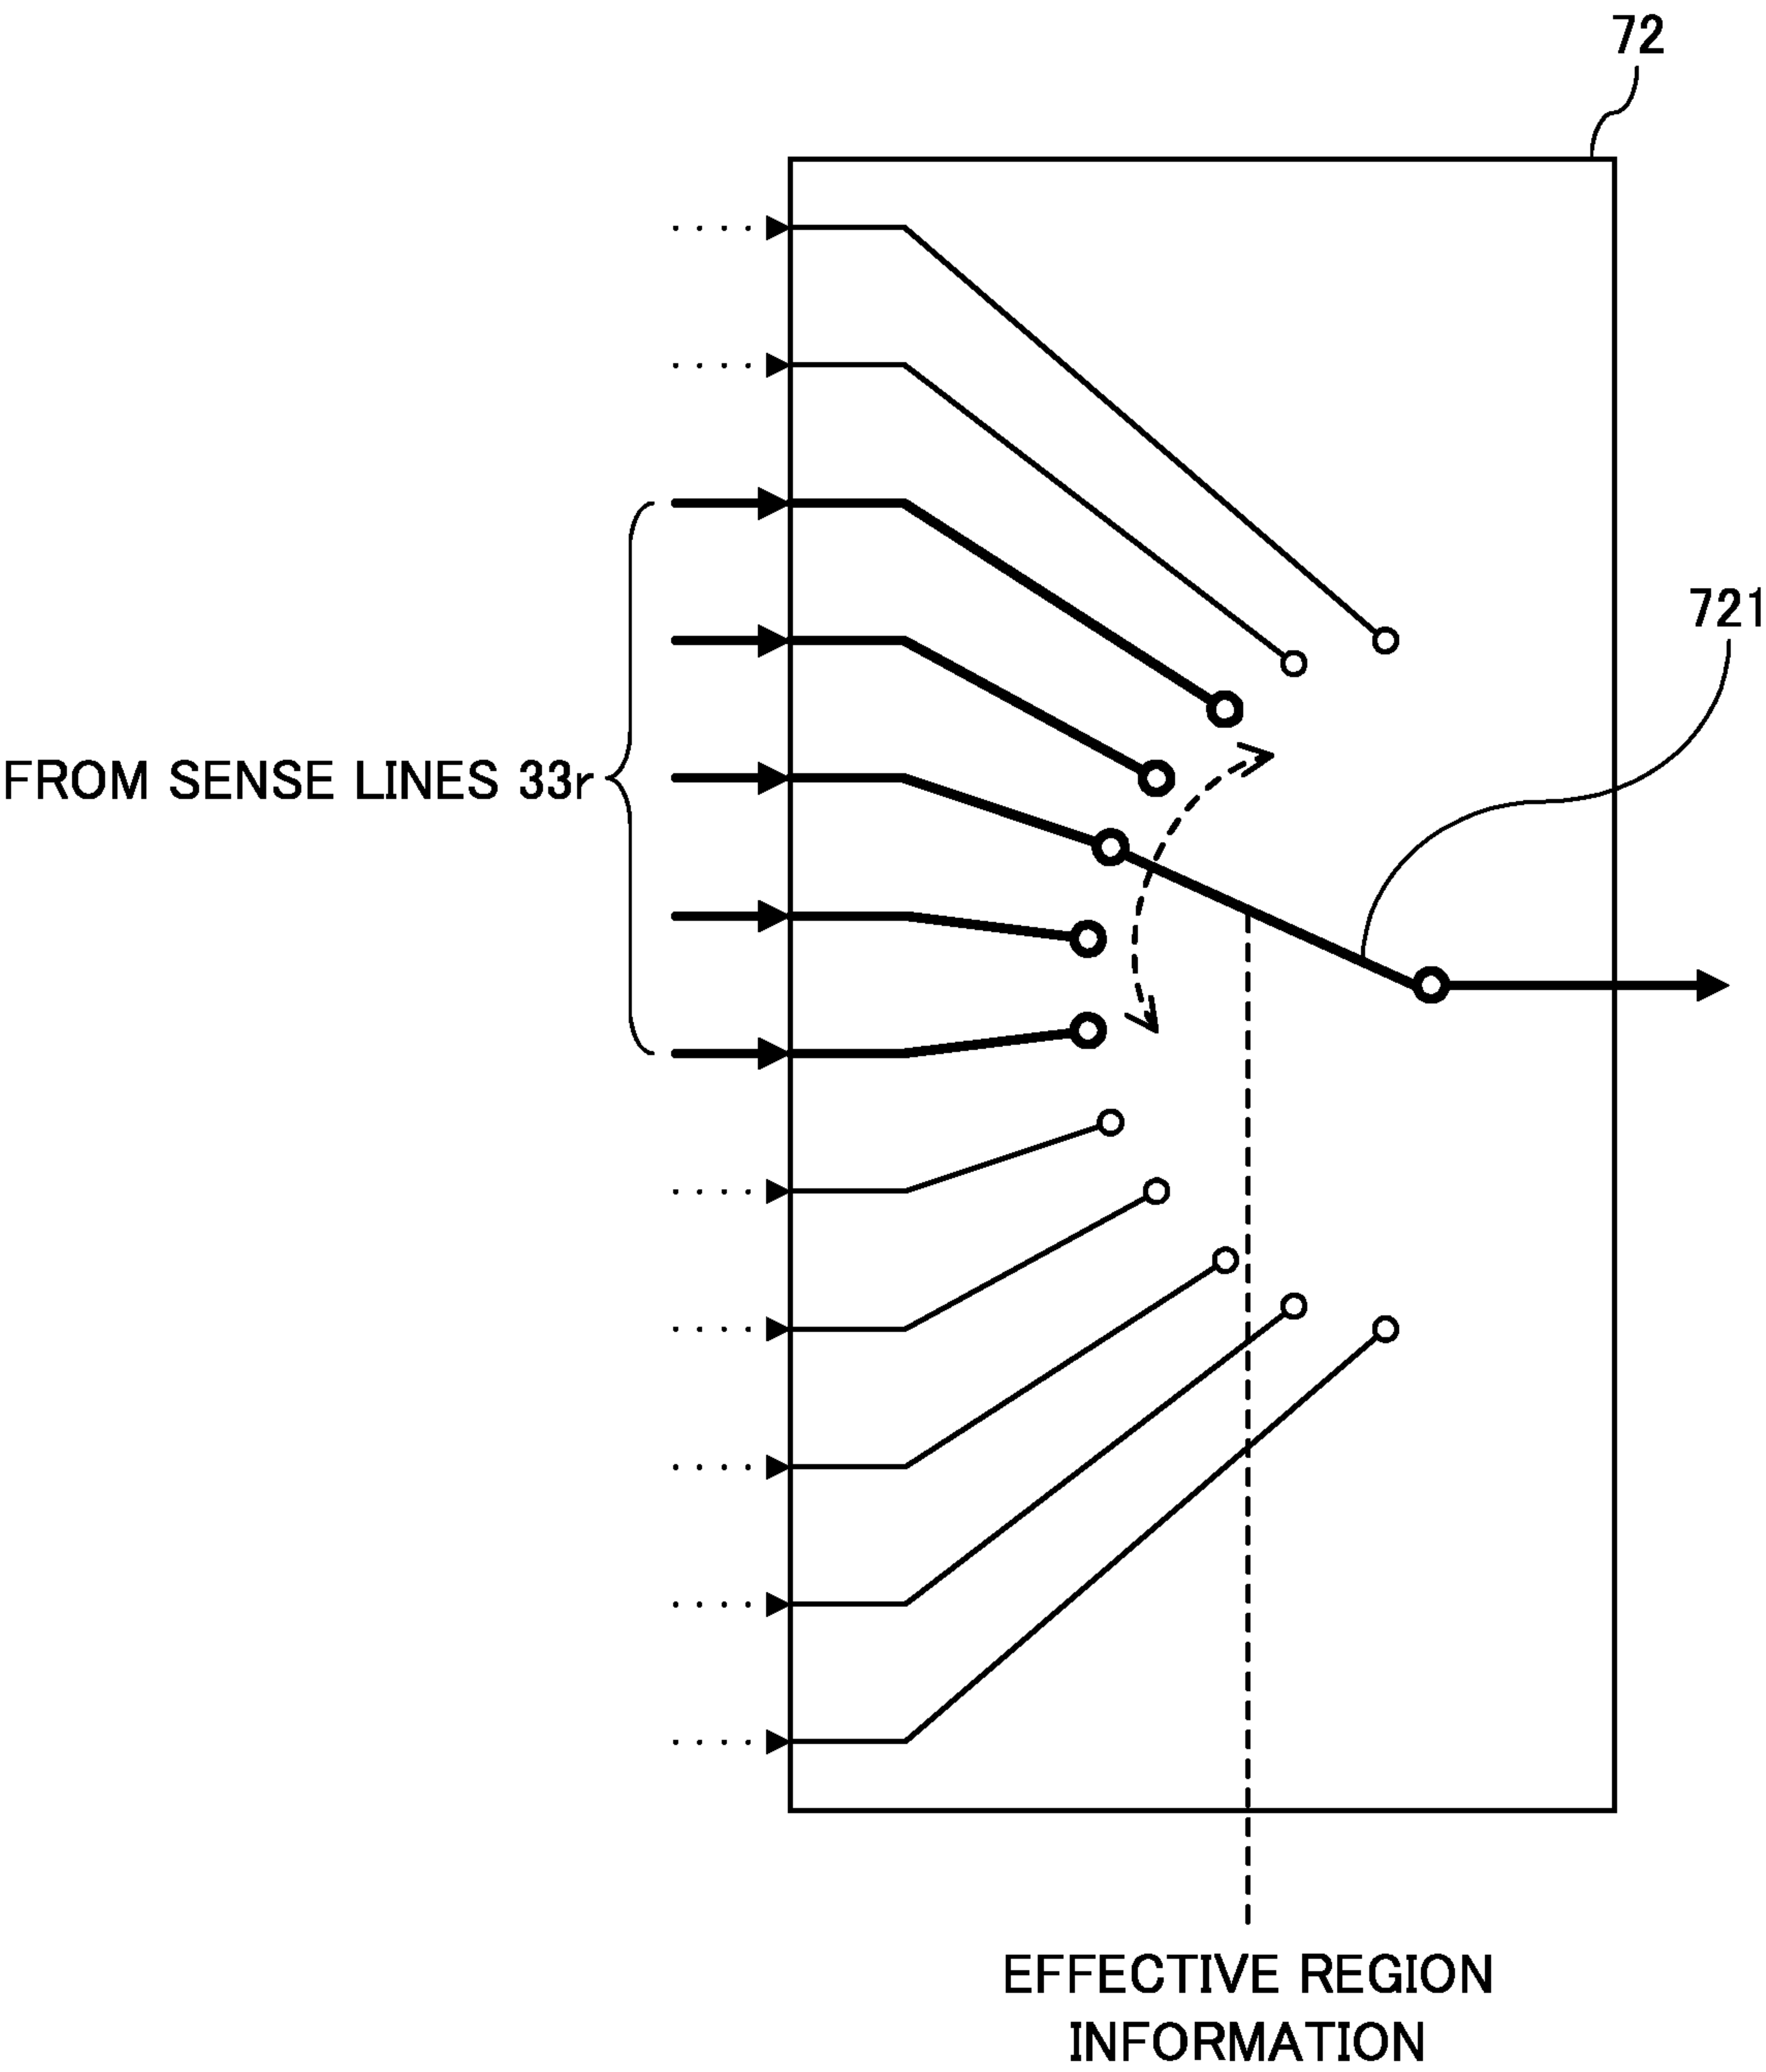 72
721
FROM SENSE LINES 33r
EFFECTIVE REGION
INFORMATION